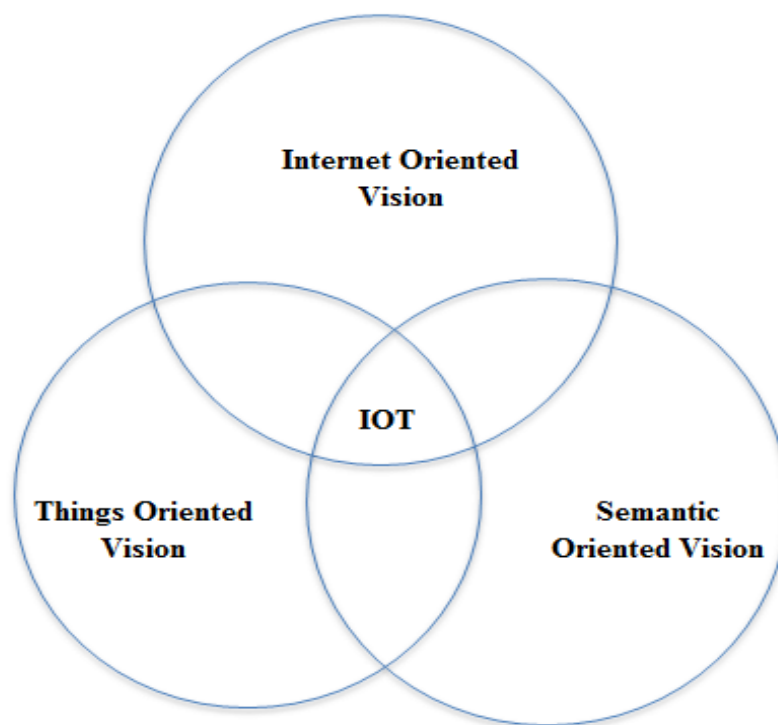 Internet Oriented
Vision
IOT
Things Oriented
Vision
Semantic
Oriented Vision